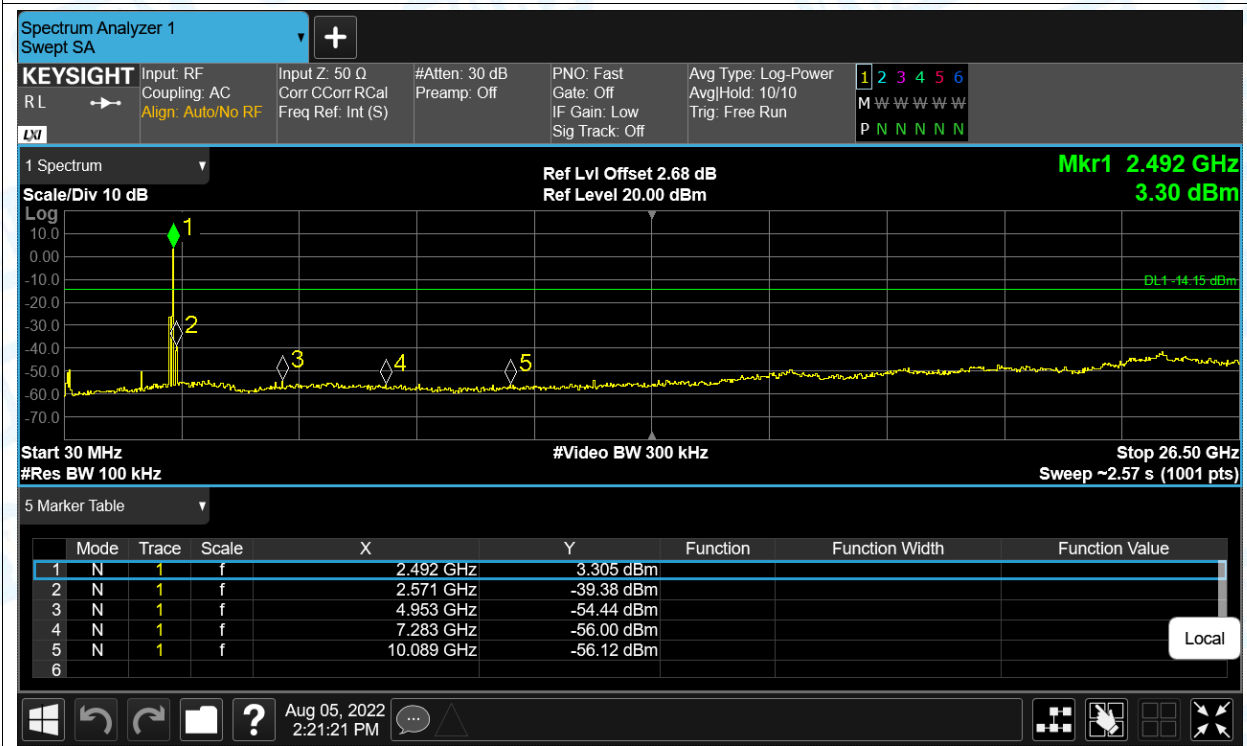 Spectrum Analyzer 1
Swept SA
KEYSIGHT Input: RF Input Z: 50 Ω #Atten: 30 dB PNO: Fast Avg Type: Log-Power 1 2 3 4 5 6
R L Coupling: AC Corr CCorr RCal Preamp: Off Gate: Off Avg|Hold: 10/10 M W W W W W W
Align: Auto/No RF Freq Ref: Int (S) IF Gain: Low Trig: Free Run
LXI Sig Track: Off P N N N N N
1 Spectrum Ref Lvl Offset 2.68 dB Mkr1 2.492 GHz
Scale/Div 10 dB Ref Level 20.00 dBm 3.30 dBm
Log
1
10.0
0.00
-10.0
DL1 -14.15 dBm
-20.0
-30.0 2
-40.0
3 4 5
-50.0
-60.0
-70.0
Start 30 MHz #Video BW 300 kHz Stop 26.50 GHz
#Res BW 100 kHz Sweep ~2.57 s (1001 pts)
5 Marker Table
Mode Trace Scale X Y Function Function Width Function Value
1 N 1 f 2.492 GHz 3.305 dBm
2 N 1 f 2.571 GHz -39.38 dBm
3 N 1 f 4.953 GHz -54.44 dBm
4 N 1 f 7.283 GHz -56.00 dBm
5 N 1 f 10.089 GHz -56.12 dBm
6
Local
? Aug 05, 2022
2:21:21 PM